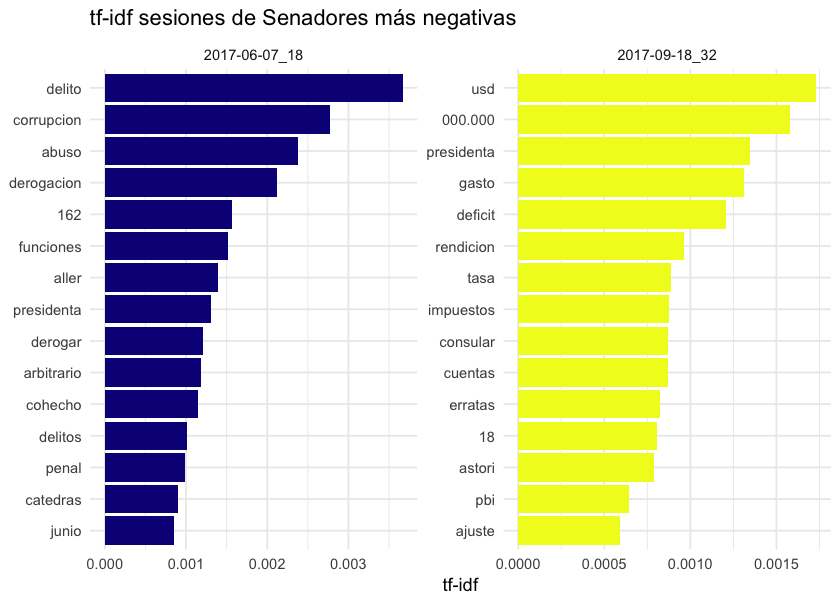 tf-idf sesiones de Senadores más negativas
2017-06-07_18
delito
corrupcion
abuso
derogacion
162
funciones
aller
presidenta
derogar
arbitrario
cohecho
delitos
penal
catedras
junio
0.000 0.001 0.002 0.003
2017-09-18_32
usd
000.000
presidenta
gasto
deficit
rendicion
tasa
impuestos
consular
cuentas
erratas
18
astori
pbi
ajuste
0.0000 0.0005 0.0010 0.0015
tf-idf